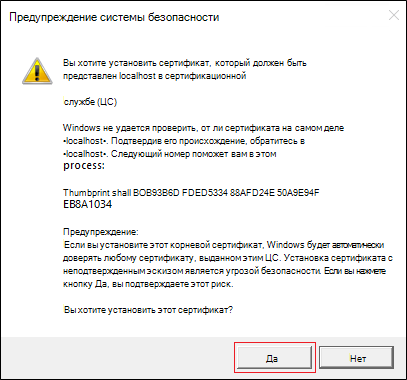 Предупреждение системы безопасности
Вы хотите установить сертификат, который должен быть
представлен localhost в сертификационной
службе (ЦС)
Windows не удается проверить, от ли сертификата на самом деле
«localhost». Подтвердив его происхождение, обратитесь в
«localhost». Следующий номер поможет вам в этом
process:
Thumbprint shall BOB93B6D FDED5334 88AFD24E 50A9E94F
EB8A1034
Предупреждение:
Если вы установите этот корневой сертификат, Windows будет автоматически
доверять любому сертификату, выданном этим ЦС. Установка сертификата с
неподтвержденным эскизом является угрозой безопасности. Если вы нажмете
кнопку Да, вы подтверждаете этот риск.
Вы хотите установить этот сертификат?
Да
Нет